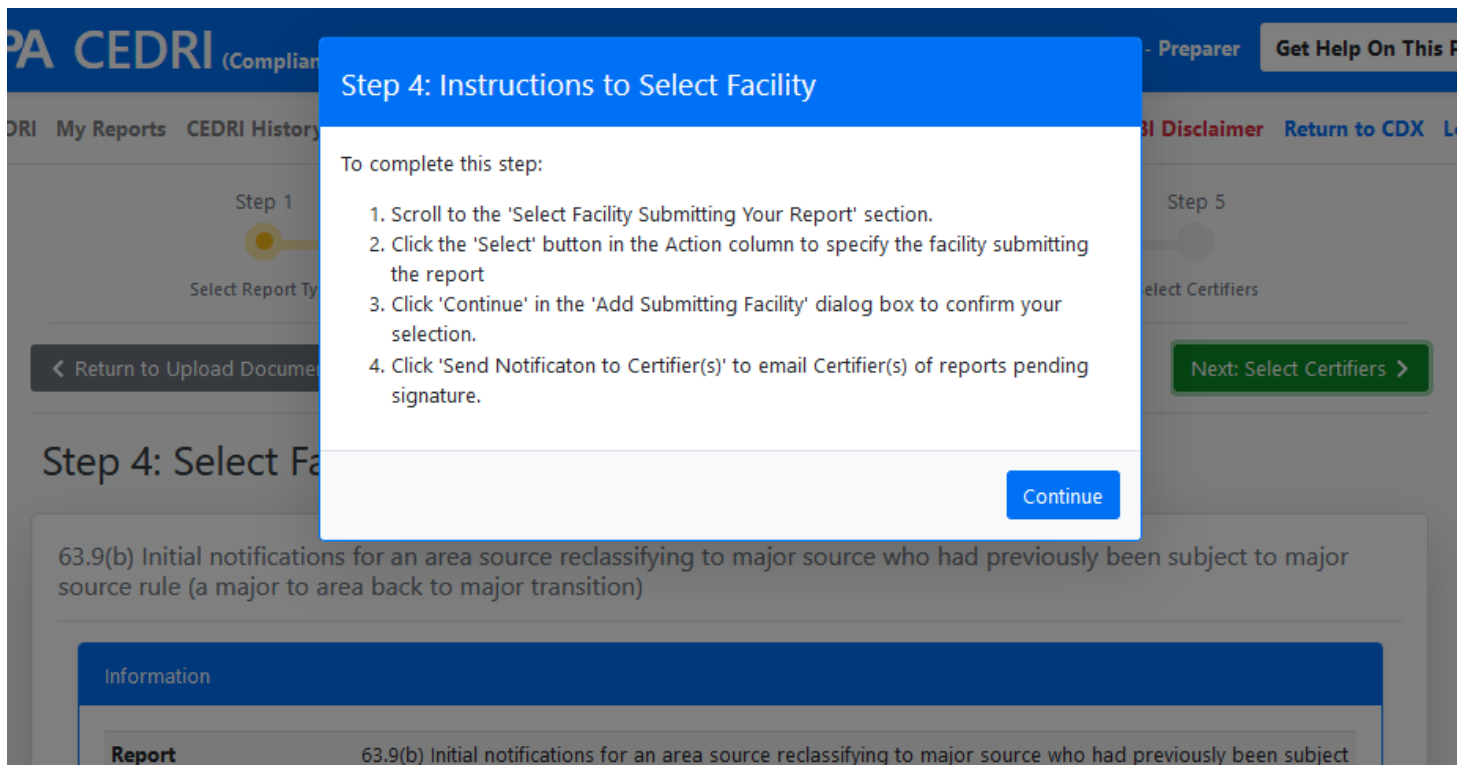 PA CEDRI (Complian
- Preparer
Get Help On This P
DRI My Reports CEDRI History
BI Disclaimer Return to CDX Lo
Step 4: Instructions to Select Facility
To complete this step:
1. Scroll to the 'Select Facility Submitting Your Report' section.
2. Click the 'Select' button in the Action column to specify the facility submitting
the report
3. Click 'Continue' in the 'Add Submitting Facility' dialog box to confirm your
selection.
4. Click 'Send Notificaton to Certifier(s)' to email Certifier(s) of reports pending
signature.
Continue
Step 1
Select Report Ty
Step 5
elect Certifiers
Return to Upload Docume
Next: Select Certifiers
Step 4: Select Fa
63.9(b) Initial notifications for an area source reclassifying to major source who had previously been subject to major
source rule (a major to area back to major transition)
Information
Report
63.9(b) Initial notifications for an area source reclassifying to major source who had previously been subject